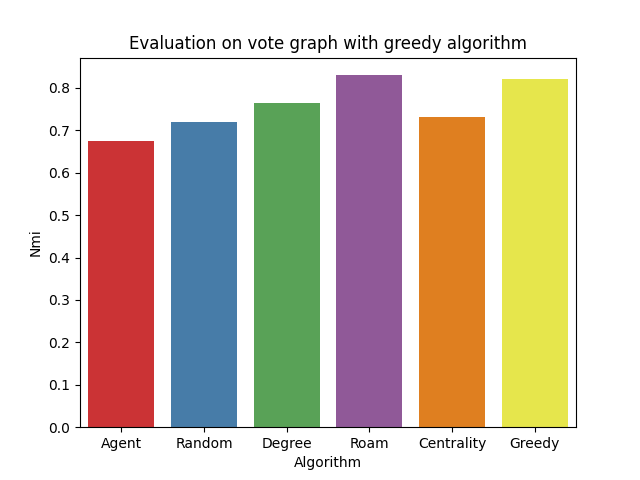 Evaluation on vote graph with greedy algorithm
0.8
0.7
0.6
0.5
0.4
0.3
0.2
0.1
0.0
Nmi
Agent Random Degree Roam Centrality Greedy
Algorithm